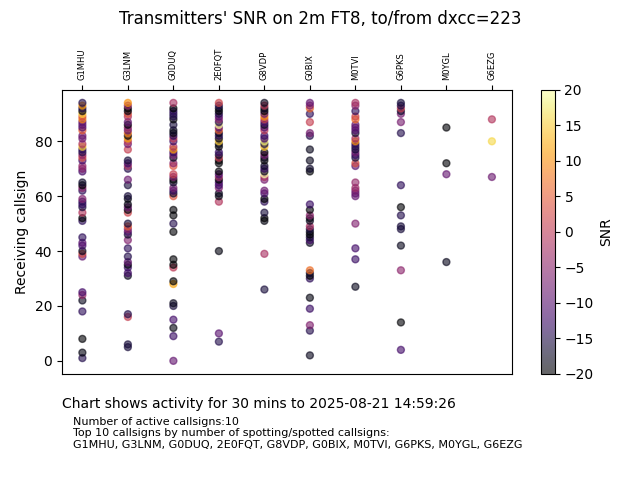 Transmitters' SNR on 2m FT8, to/from dxcc=223
G1MHU G3LNM G0DUQ 2E0FQT G8VDP G0BIX M0TVI G6PKS M0YGL G6EZG
Receiving callsign
80
60
40
20
0
20
15
10
5
0
−5
−10
−15
−20
SNR
Chart shows activity for 30 mins to 2025-08-21 14:59:26
Number of active callsigns:10
Top 10 callsigns by number of spotting/spotted callsigns:
G1MHU, G3LNM, G0DUQ, 2E0FQT, G8VDP, G0BIX, M0TVI, G6PKS, M0YGL, G6EZG